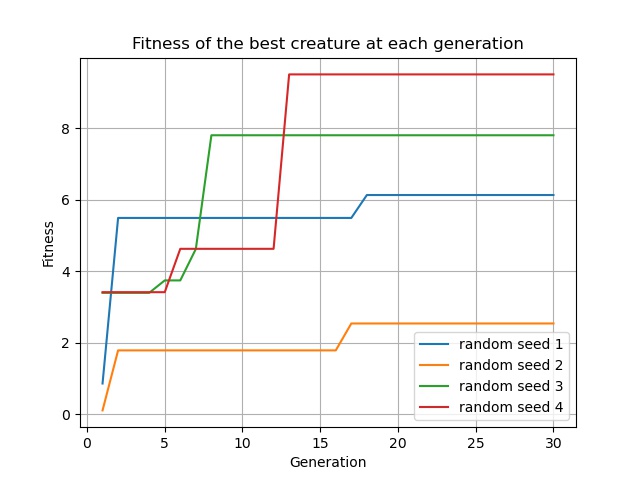 Fitness of the best creature at each generation
Fitness
8
6
4
2
0
0 5 10 15 20 25 30
Generation
random seed 1
random seed 2
random seed 3
random seed 4